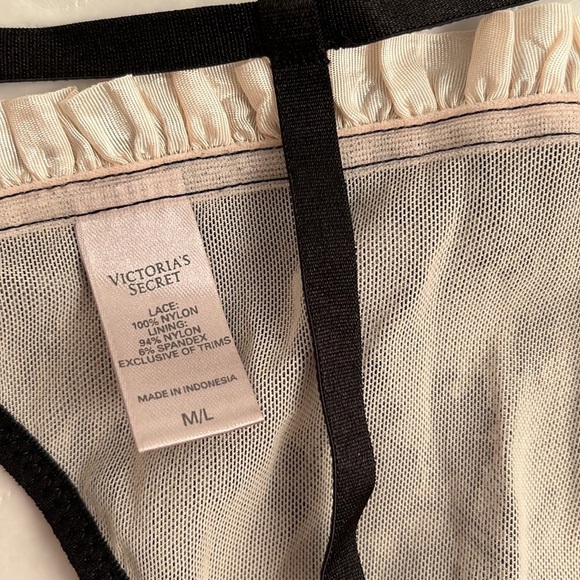 VICTORIA'S
SECRET
LACE:
100% NYLON
LINING:
94% NYLON
6% SPANDEX
EXCLUSIVE OF TRIMS
MADE IN INDONESIA
M/L